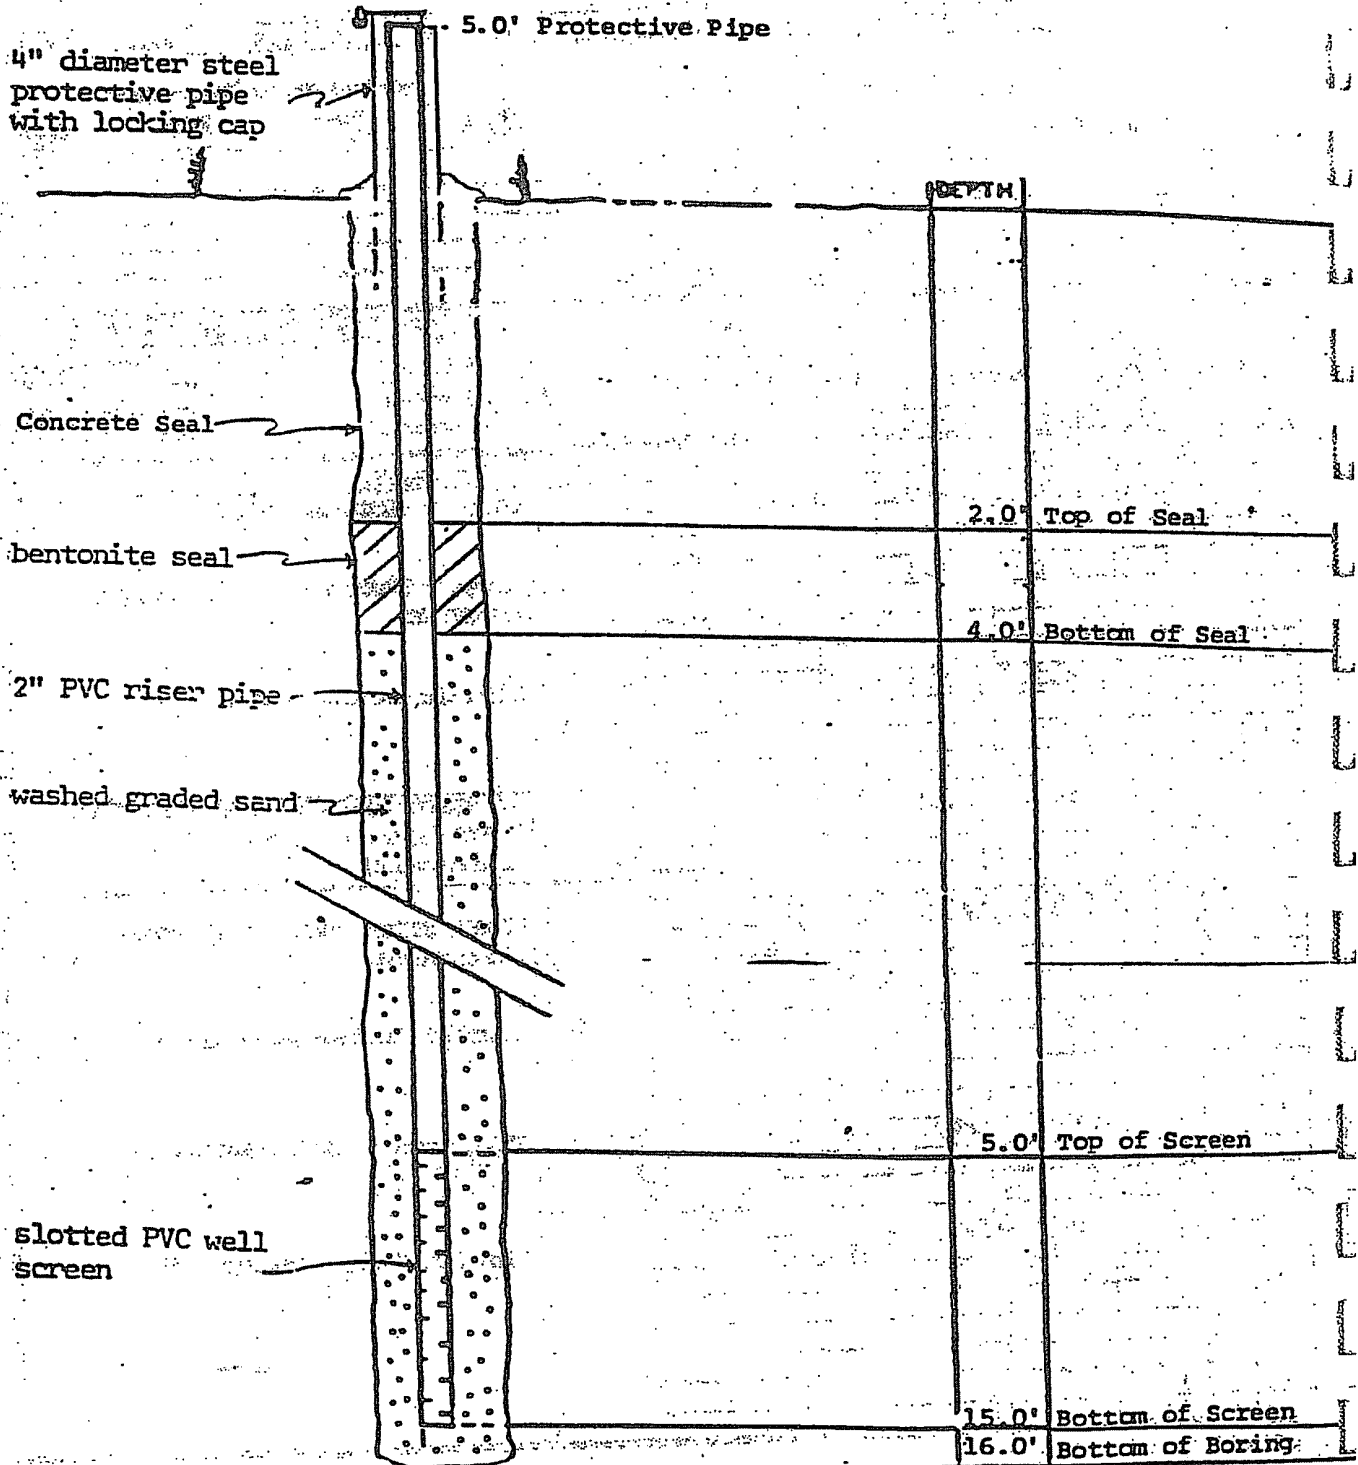 5.0' Protective Pipe
4" diameter steel
protective pipe
with locking cap
DEPTH
Concrete Seal
2.0' Top of Seal
bentonite seal
4.0' Bottom of Seal
2" PVC riser pipe
washed graded sand
5.0' Top of Screen
slotted PVC well
screen
15.0' Bottom of Screen
16.0' Bottom of Boring